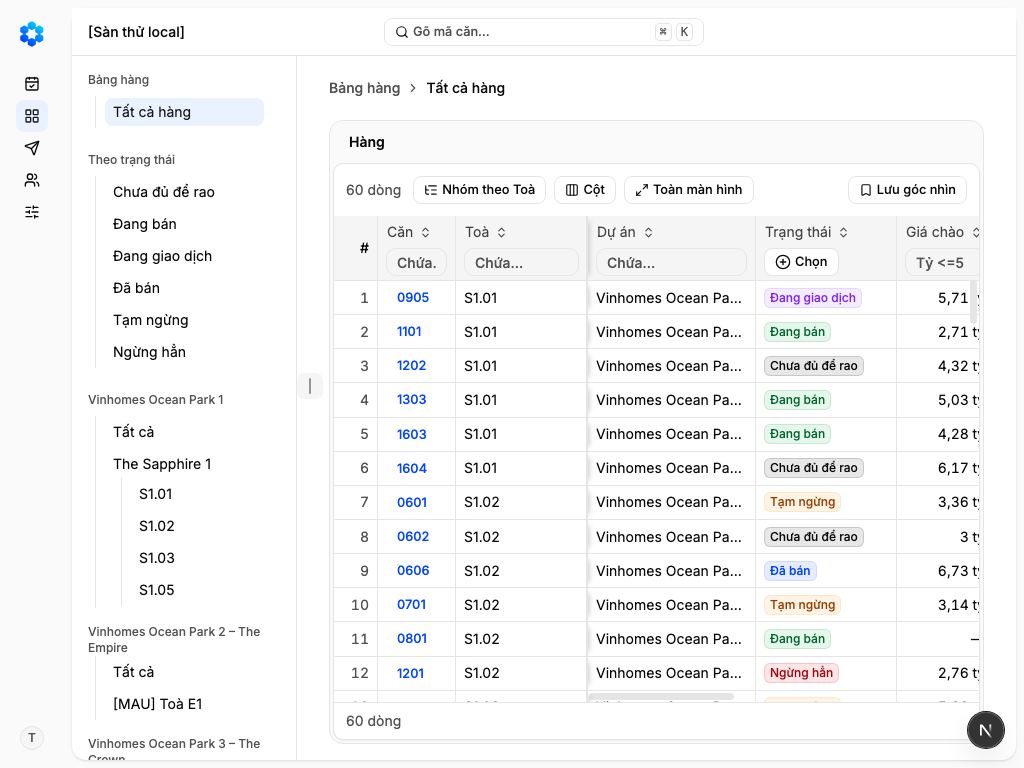 [Sàn thử local]
Gõ mã căn...
⌘ K
Bảng hàng
Tất cả hàng
Theo trạng thái
Chưa đủ để rao
Đang bán
Đang giao dịch
Đã bán
Tạm ngừng
Ngừng hẳn
Vinhomes Ocean Park 1
Tất cả
The Sapphire 1
S1.01
S1.02
S1.03
S1.05
Vinhomes Ocean Park 2 – The
Empire
Tất cả
[MAU] Toà E1
Vinhomes Ocean Park 3 – The
Crown
T
Bảng hàng > Tất cả hàng
Hàng
60 dòng Nhóm theo Toà Cột Toàn màn hình Lưu góc nhìn
# Căn Toà Dự án Trạng thái Giá chào
Chứa. Chứa... Chứa... Chọn Tỷ <=5
1 0905 S1.01 Vinhomes Ocean Pa... Đang giao dịch 5,71
2 1101 S1.01 Vinhomes Ocean Pa... Đang bán 2,71 tỷ
3 1202 S1.01 Vinhomes Ocean Pa... Chưa đủ để rao 4,32 tỷ
4 1303 S1.01 Vinhomes Ocean Pa... Đang bán 5,03 tỷ
5 1603 S1.01 Vinhomes Ocean Pa... Đang bán 4,28 tỷ
6 1604 S1.01 Vinhomes Ocean Pa... Chưa đủ để rao 6,17 tỷ
7 0601 S1.02 Vinhomes Ocean Pa... Tạm ngừng 3,36 tỷ
8 0602 S1.02 Vinhomes Ocean Pa... Chưa đủ để rao 3 tỷ
9 0606 S1.02 Vinhomes Ocean Pa... Đã bán 6,73 tỷ
10 0701 S1.02 Vinhomes Ocean Pa... Tạm ngừng 3,14 tỷ
11 0801 S1.02 Vinhomes Ocean Pa... Đang bán –
12 1201 S1.02 Vinhomes Ocean Pa... Ngừng hẳn 2,76 tỷ
60 dòng
N